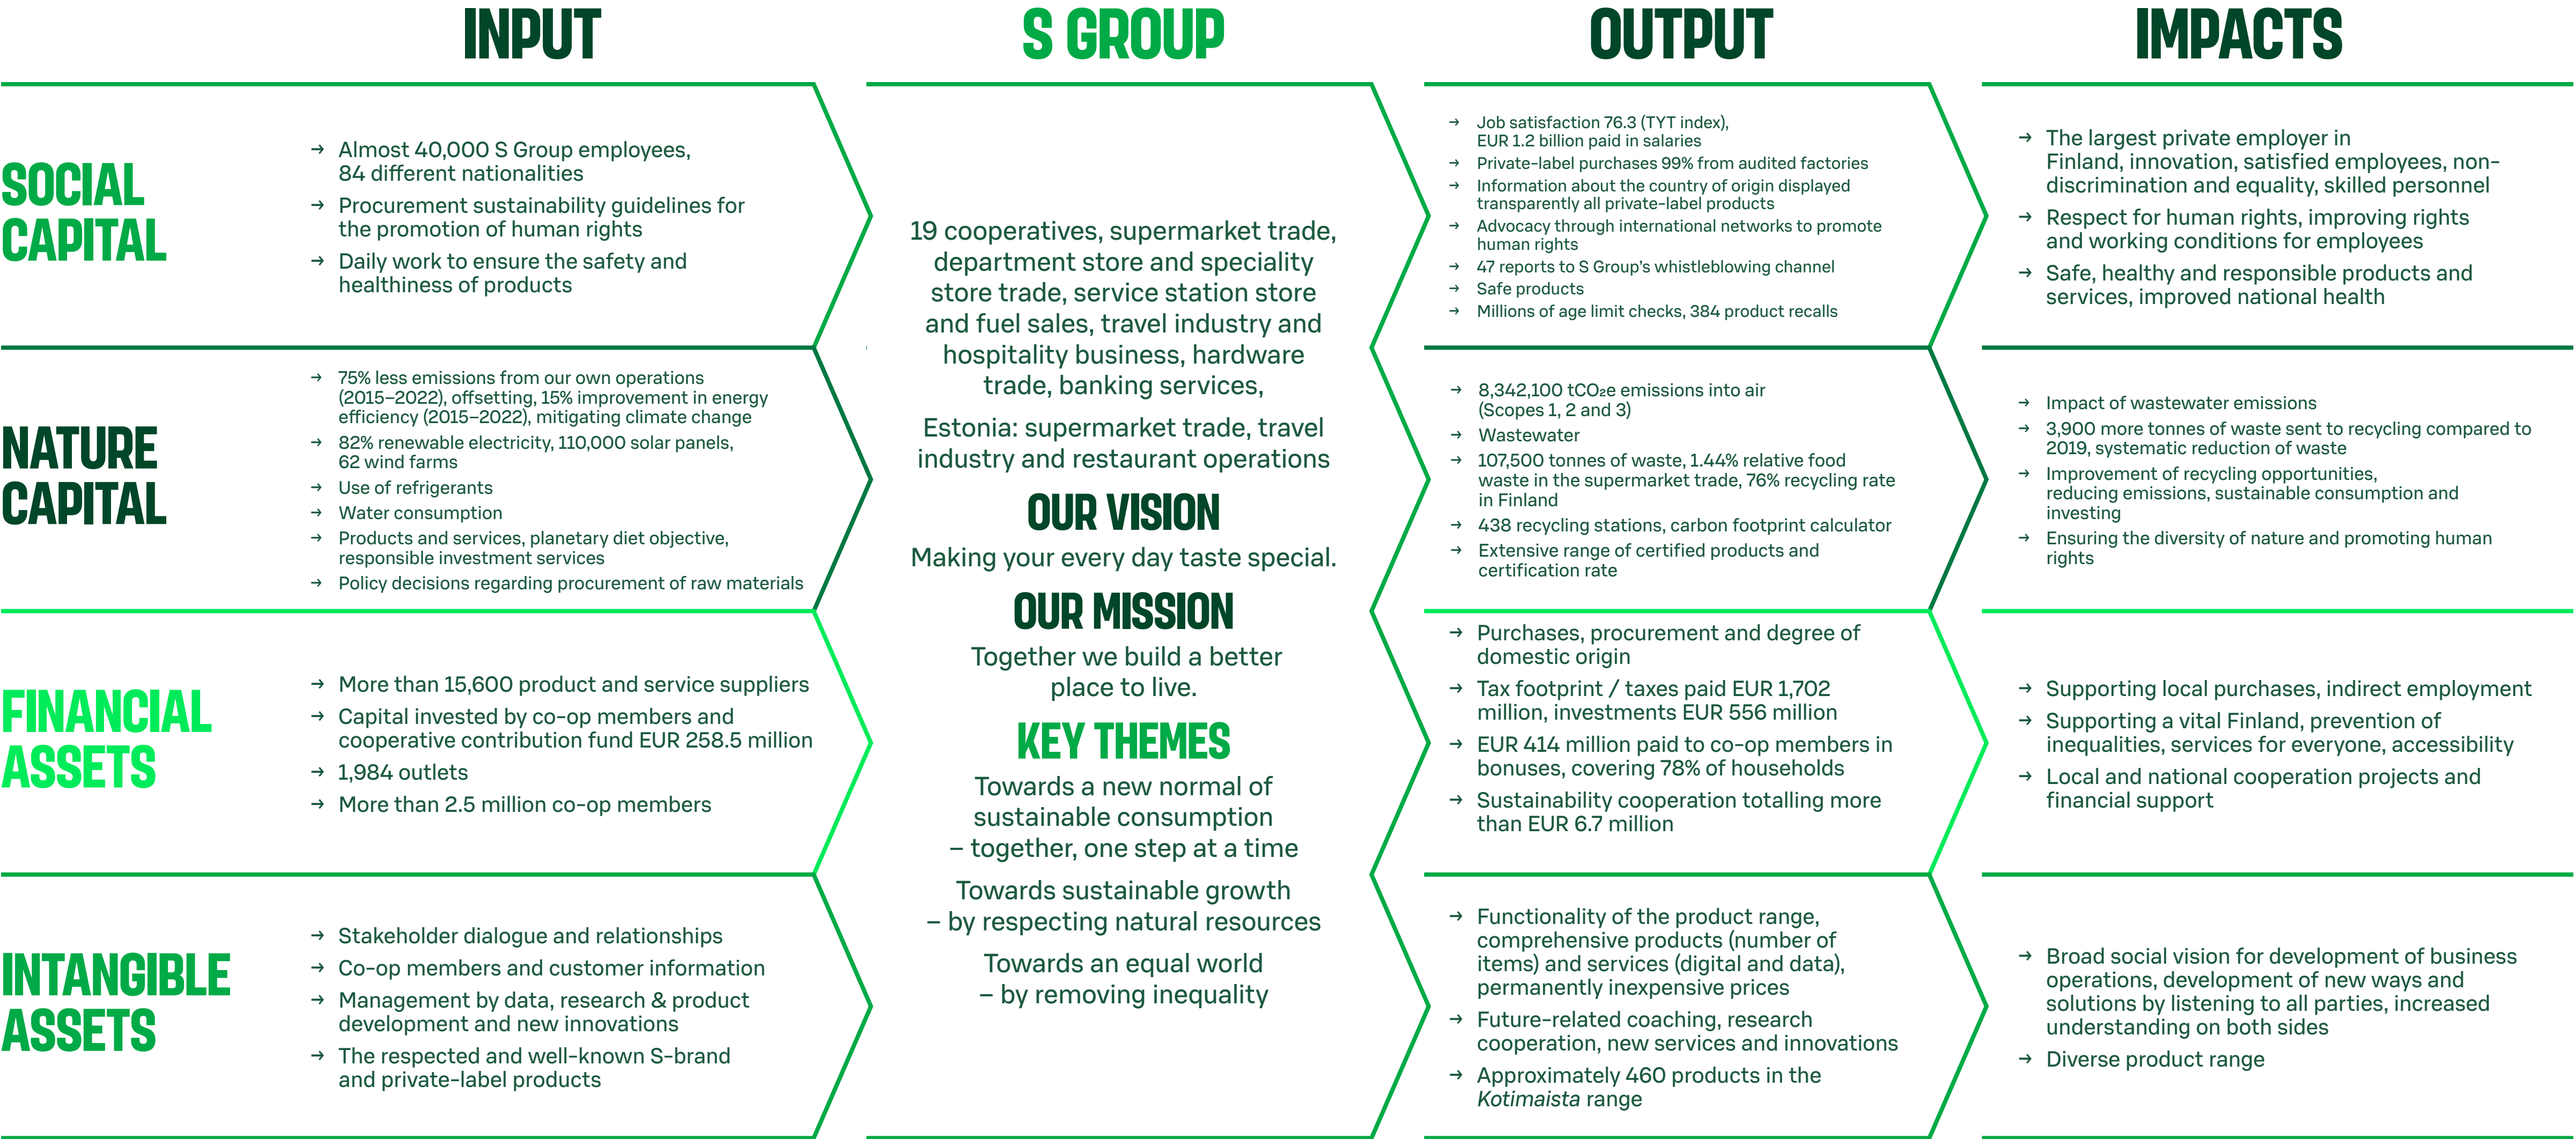 INPUT
S GROUP
OUTPUT
IMPACTS
SOCIAL
CAPITAL
→ Almost 40,000 S Group employees,
84 different nationalities
→ Procurement sustainability guidelines for
the promotion of human rights
→ Daily work to ensure the safety and
healthiness of products
NATURE
CAPITAL
→ 75% less emissions from our own operations
(2015–2022), offsetting, 15% improvement in energy
efficiency (2015–2022), mitigating climate change
→ 82% renewable electricity, 110,000 solar panels,
62 wind farms
→ Use of refrigerants
→ Water consumption
→ Products and services, planetary diet objective,
responsible investment services
→ Policy decisions regarding procurement of raw materials
FINANCIAL
ASSETS
→ More than 15,600 product and service suppliers
→ Capital invested by co-op members and
cooperative contribution fund EUR 258.5 million
→ 1,984 outlets
→ More than 2.5 million co-op members
INTANGIBLE
ASSETS
→ Stakeholder dialogue and relationships
→ Co-op members and customer information
→ Management by data, research & product
development and new innovations
→ The respected and well-known S-brand
and private-label products
19 cooperatives, supermarket trade,
department store and speciality
store trade, service station store
and fuel sales, travel industry and
hospitality business, hardware
trade, banking services,
Estonia: supermarket trade, travel
industry and restaurant operations
OUR VISION
Making your every day taste special.
OUR MISSION
Together we build a better
place to live.
KEY THEMES
Towards a new normal of
sustainable consumption
– together, one step at a time
Towards sustainable growth
– by respecting natural resources
Towards an equal world
– by removing inequality
→ Job satisfaction 76.3 (TYT index),
EUR 1.2 billion paid in salaries
→ Private-label purchases 99% from audited factories
→ Information about the country of origin displayed
transparently all private-label products
→ Advocacy through international networks to promote
human rights
→ 47 reports to S Group's whistleblowing channel
→ Safe products
→ Millions of age limit checks, 384 product recalls
→ 8,342,100 tCO₂e emissions into air
(Scopes 1, 2 and 3)
→ Wastewater
→ 107,500 tonnes of waste, 1.44% relative food
waste in the supermarket trade, 76% recycling rate
in Finland
→ 438 recycling stations, carbon footprint calculator
→ Extensive range of certified products and
certification rate
→ Purchases, procurement and degree of
domestic origin
→ Tax footprint / taxes paid EUR 1,702
million, investments EUR 556 million
→ EUR 414 million paid to co-op members in
bonuses, covering 78% of households
→ Sustainability cooperation totalling more
than EUR 6.7 million
→ Functionality of the product range,
comprehensive products (number of
items) and services (digital and data),
permanently inexpensive prices
→ Future-related coaching, research
cooperation, new services and innovations
→ Approximately 460 products in the
Kotimaista range
→ The largest private employer in
Finland, innovation, satisfied employees, non-
discrimination and equality, skilled personnel
→ Respect for human rights, improving rights
and working conditions for employees
→ Safe, healthy and responsible products and
services, improved national health
→ Impact of wastewater emissions
→ 3,900 more tonnes of waste sent to recycling compared to
2019, systematic reduction of waste
→ Improvement of recycling opportunities,
reducing emissions, sustainable consumption and
investing
→ Ensuring the diversity of nature and promoting human
rights
→ Supporting local purchases, indirect employment
→ Supporting a vital Finland, prevention of
inequalities, services for everyone, accessibility
→ Local and national cooperation projects and
financial support
→ Broad social vision for development of business
operations, development of new ways and
solutions by listening to all parties, increased
understanding on both sides
→ Diverse product range